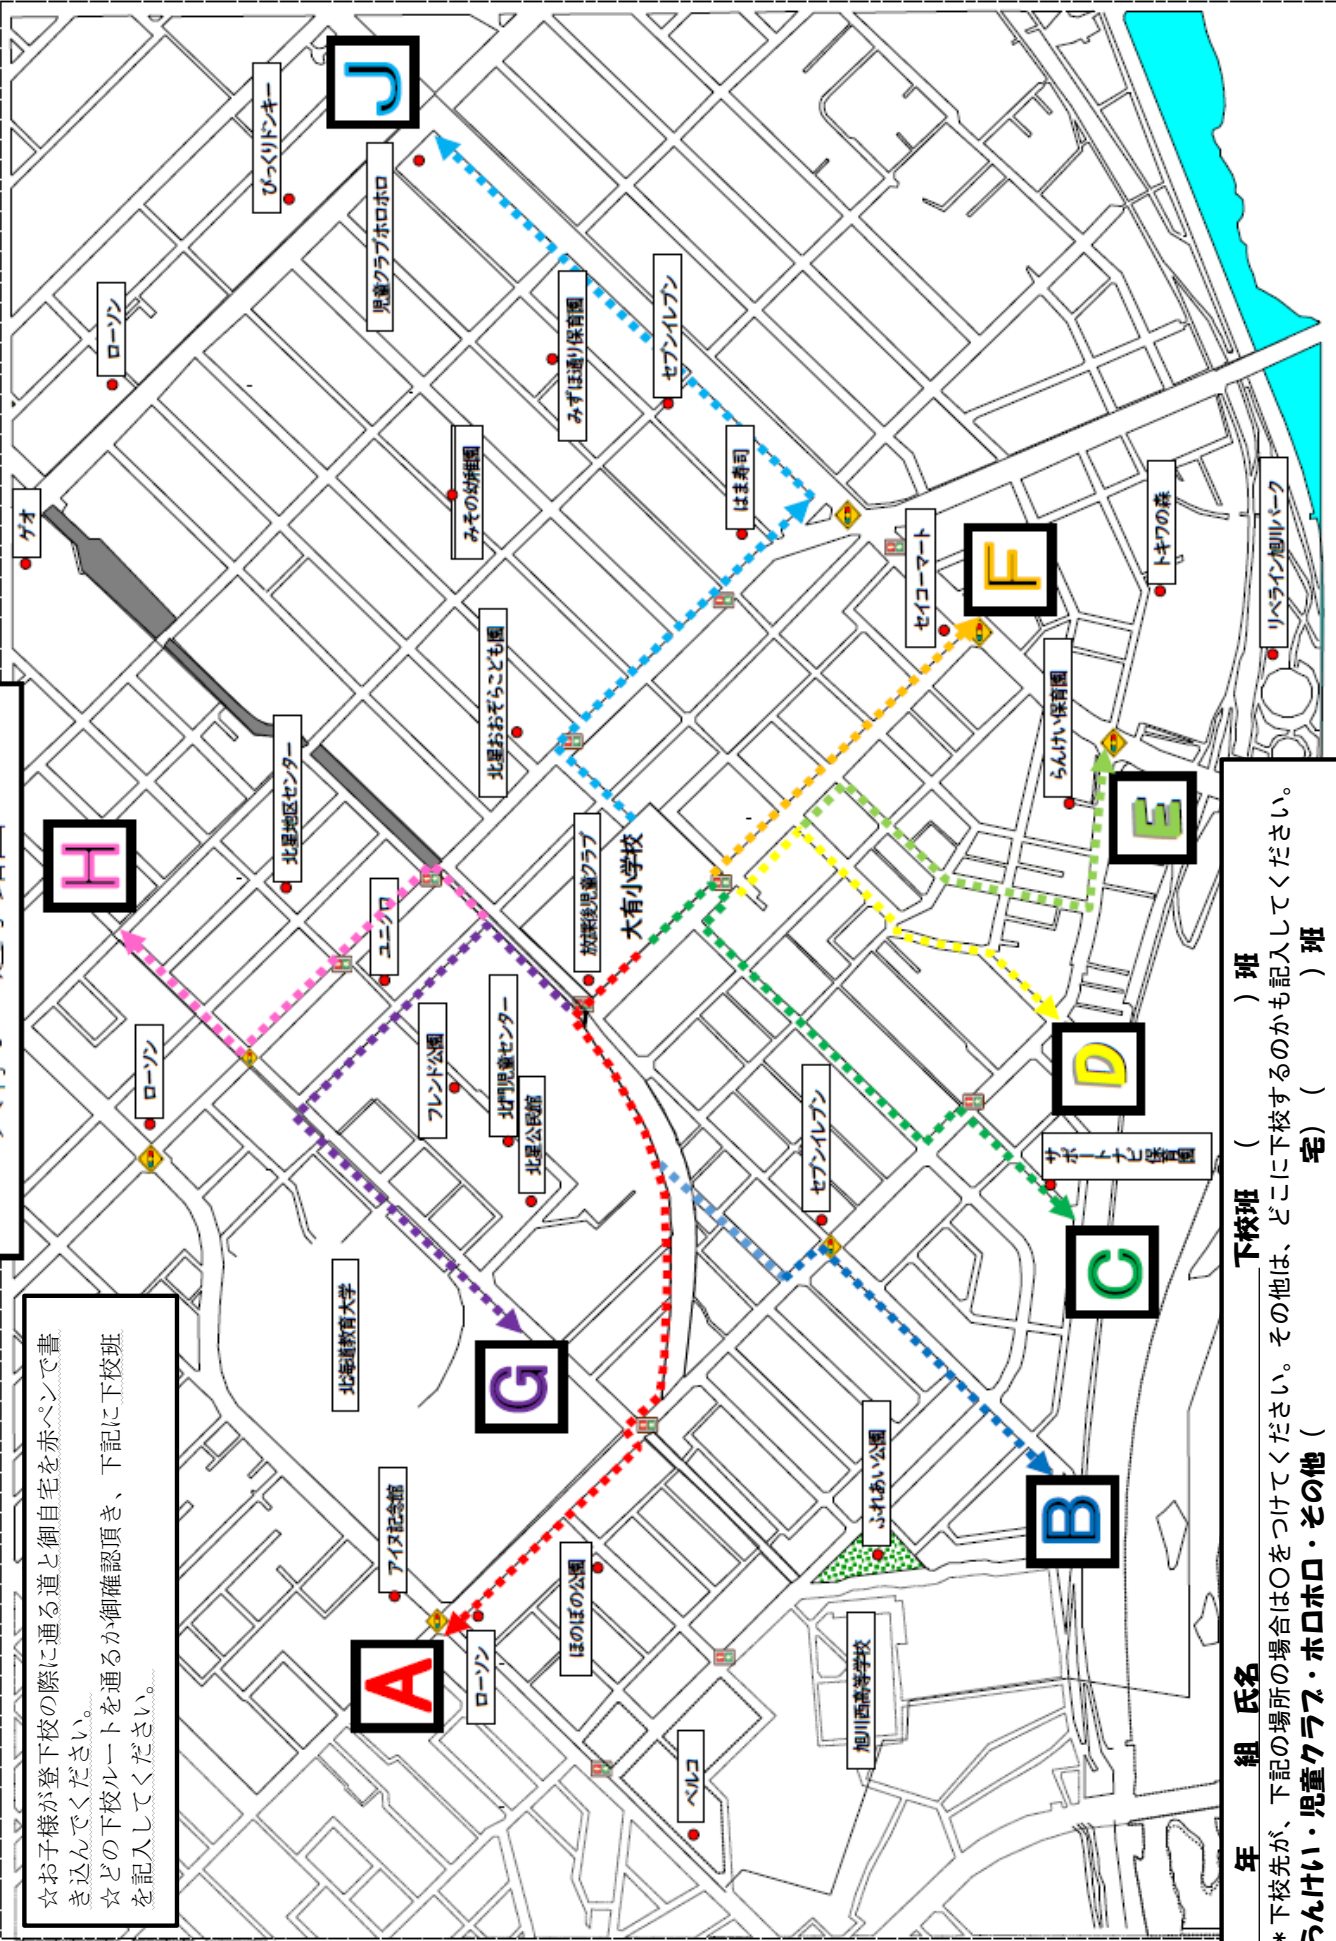 ☆お子様が登下校の際に通る道と御自宅を赤ペンで書
き込んでください。
☆どの下校ルートを通るか御確認頂き、下記に下校班
を記入してください。
ゲオ
ローソン
びっくりドンキー
J
H
児童クラブホロホロ
北星地区センター
みその幼稚園
みずほ通り保育園
セブンイレブン
ローソン
ユニクロ
北星おおぞらこども園
はま寿司
フレンド公園
北門児童センター
北星公民館
放課後児童クラブ
大有小学校
セイコーマート
F
北海道教育大学
G
らんけい保育園
トキワの森
リベライン旭川パーク
E
アイヌ記念館
A
ローソン
ほのぼの公園
セブンイレブン
D
サポートナビ保育園
C
ふれあい公園
B
ベルコ
旭川西高等学校
年 組 氏名 下校班 ( ) 班
*下校先が、下記の場所の場合は○をつけてください。その他は、どこに下校するのかも記入してください。
らんけい・児童クラブ・ホロホロ・その他 ( 宅) ( ) 班